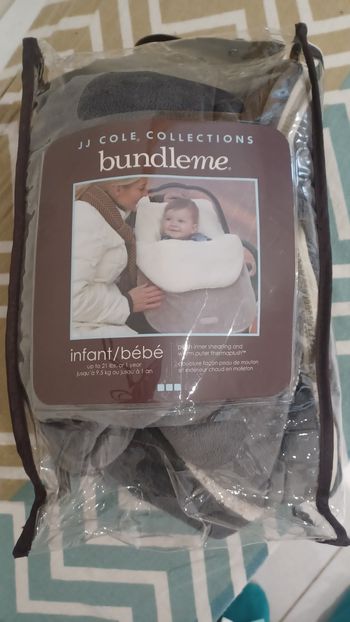 JJ COLE COLLECTIONS
bundleme®
infant/bébé
up to 21 lbs. or 1 year
jusqu'à 9.5 kg ou jusqu'à 1 an
plush inner shearling and
warm outer thermaplush™
doublure façon peau de mouton
et extérieur chaud en molleton